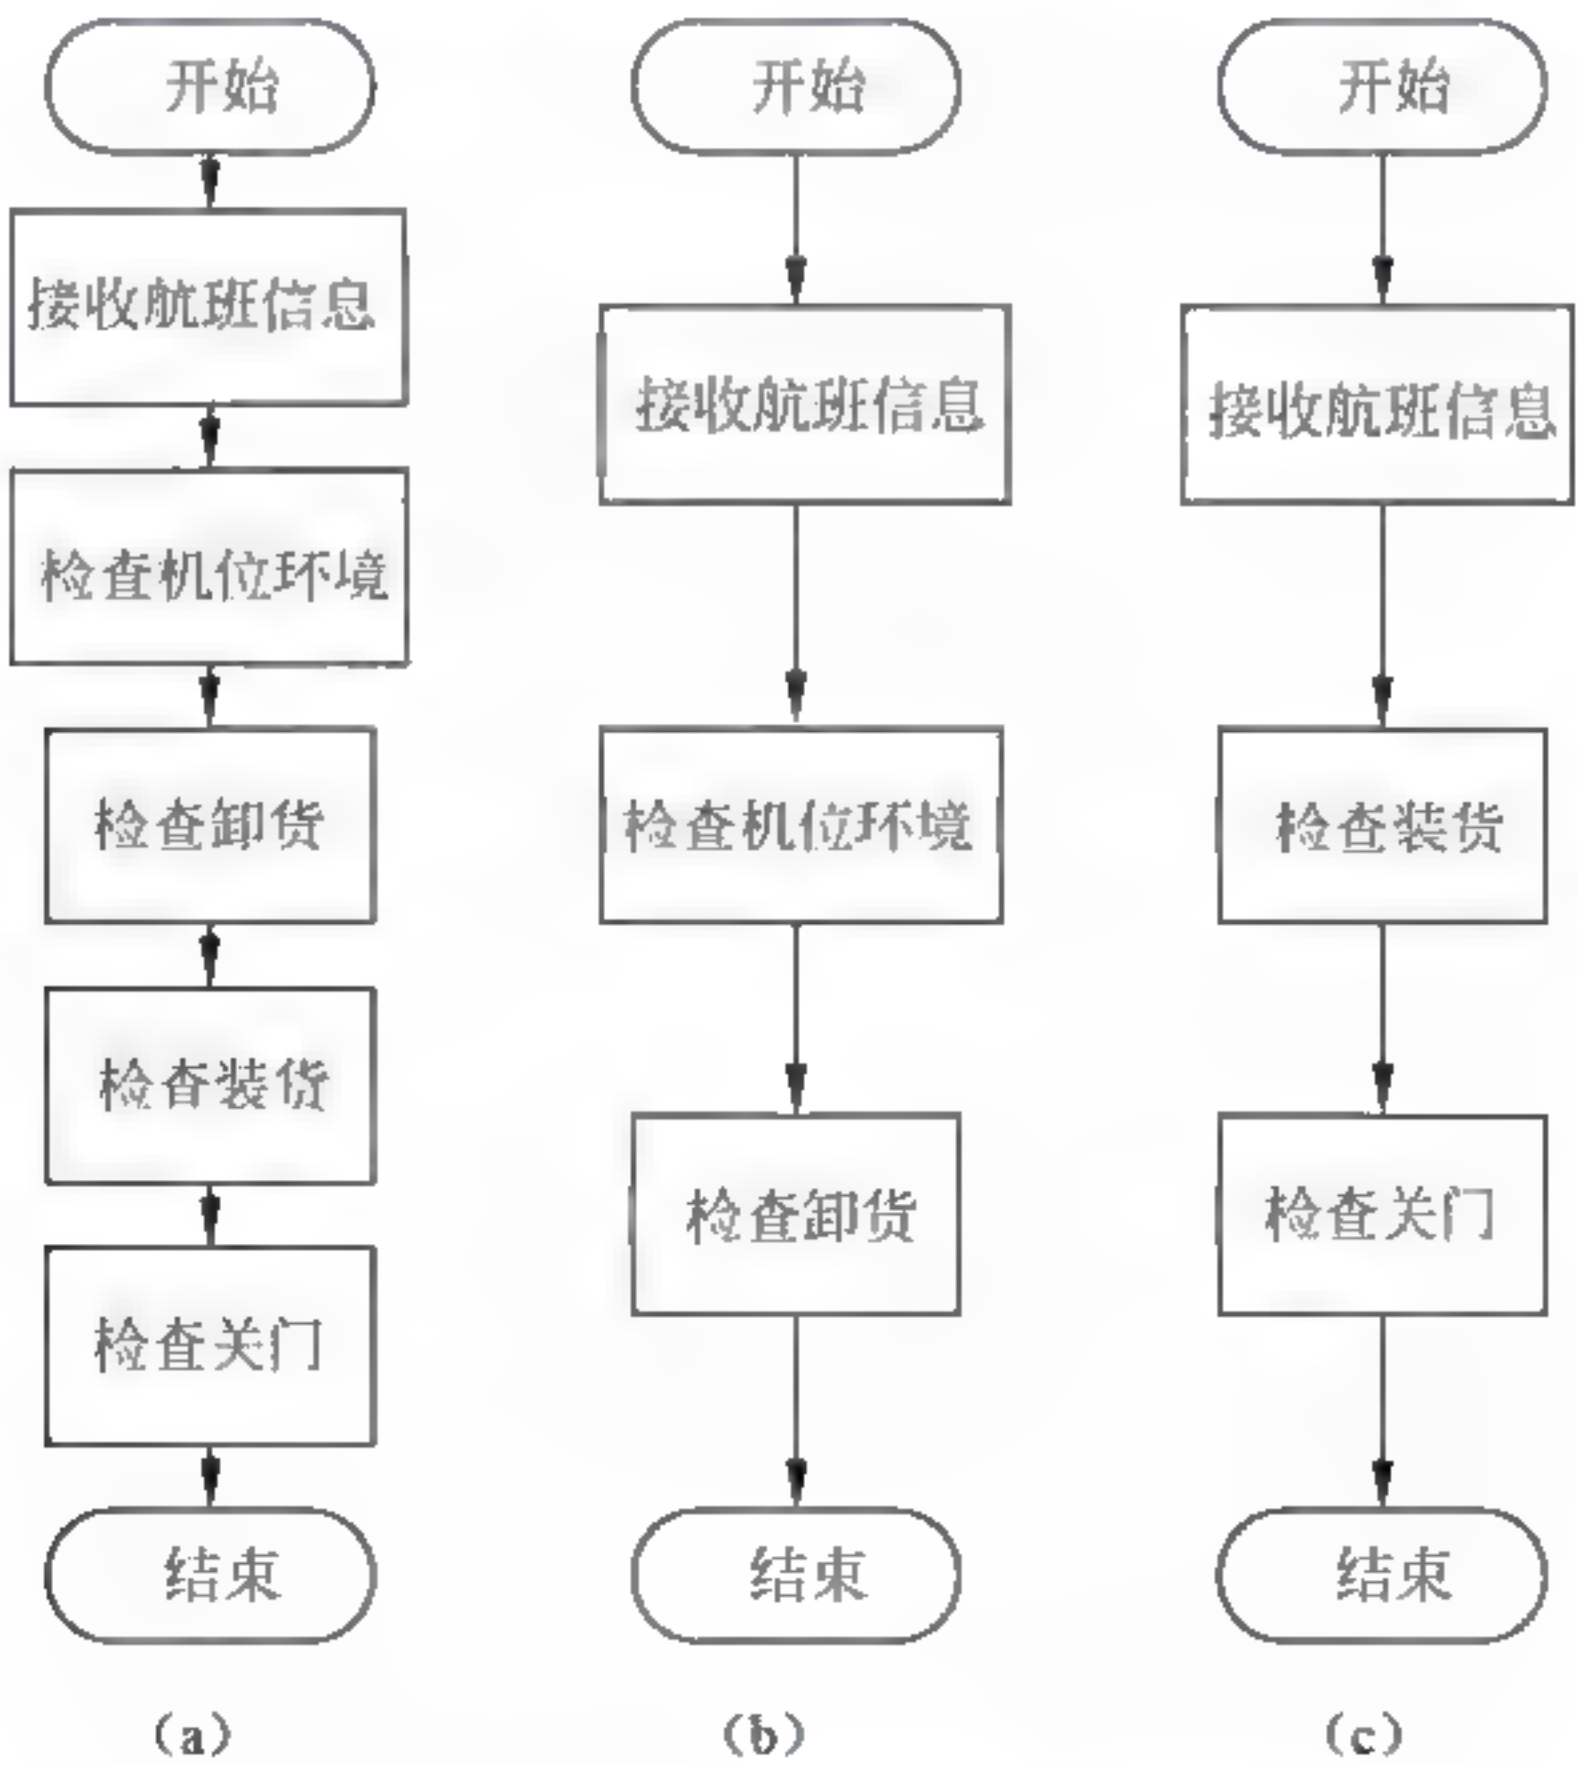 开始
接收航班信息
检查机位环境
检查卸货
检查装货
检查关门
结束
(a)
开始
接收航班信息
检查机位环境
检查卸货
结束
(b)
开始
接收航班信息
检查装货
检查关门
结束
(c)